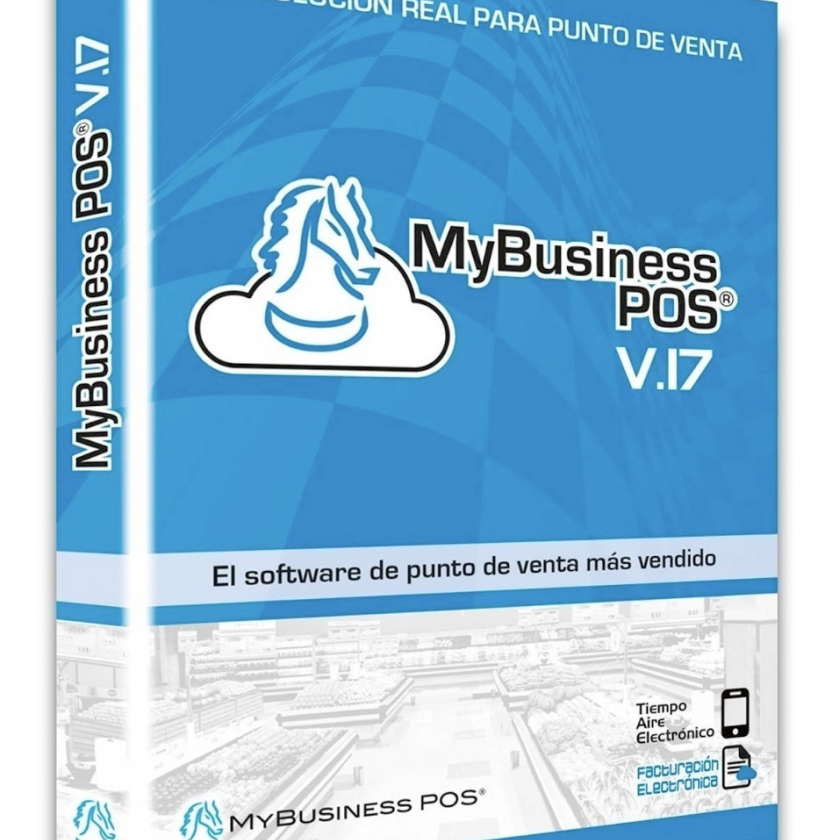 REAL PARA PUNTO DE VENTA
MyBusiness POS® V.17
MyBusiness
POS®
V.17
El software de punto de venta más vendido
Tiempo
Aire
Electrónico
Facturación
Electrónica
MYBUSINESS POS®